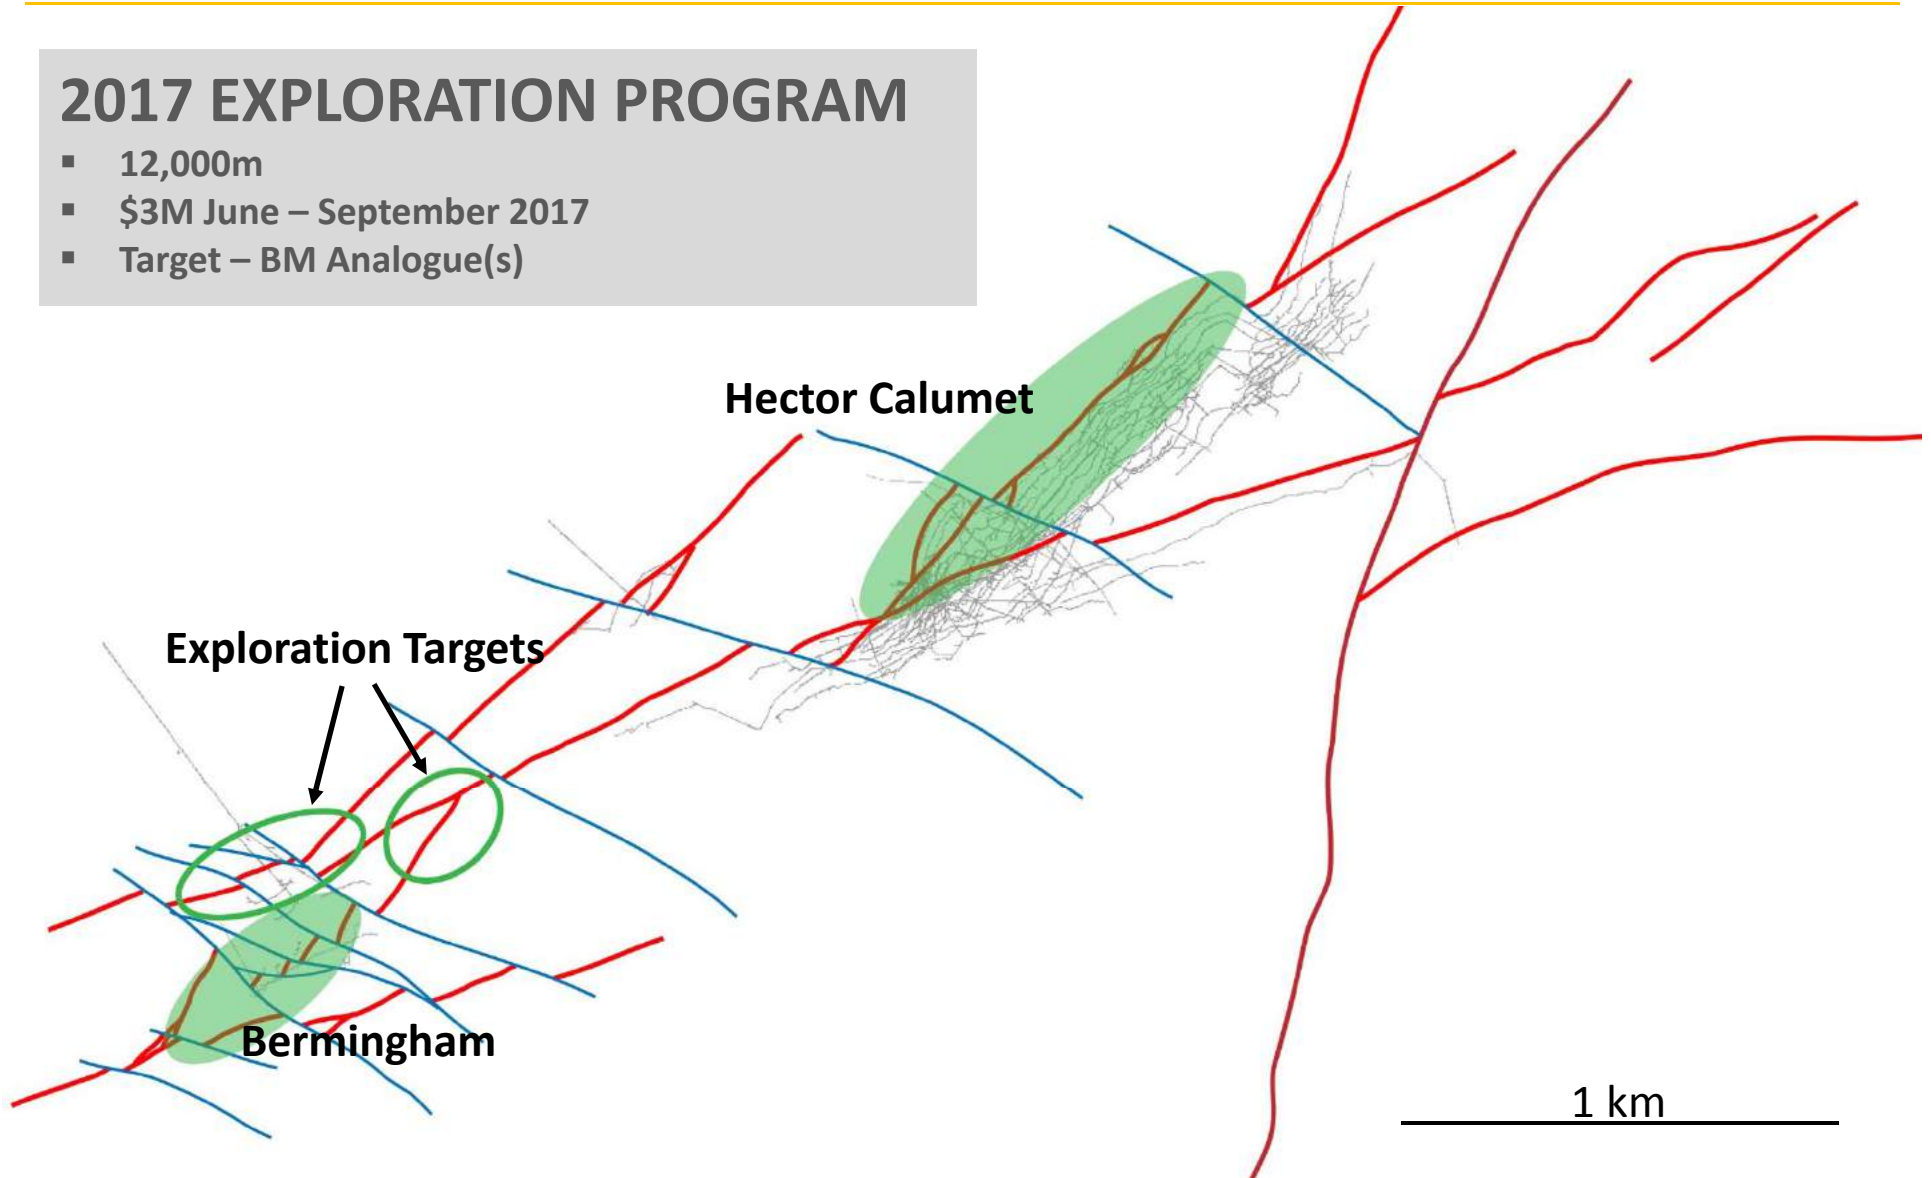 2017 EXPLORATION PROGRAM
▪ 12,000m
▪ $3M June – September 2017
▪ Target – BM Analogue(s)
Hector Calumet
Exploration Targets
Bermingham
1 km